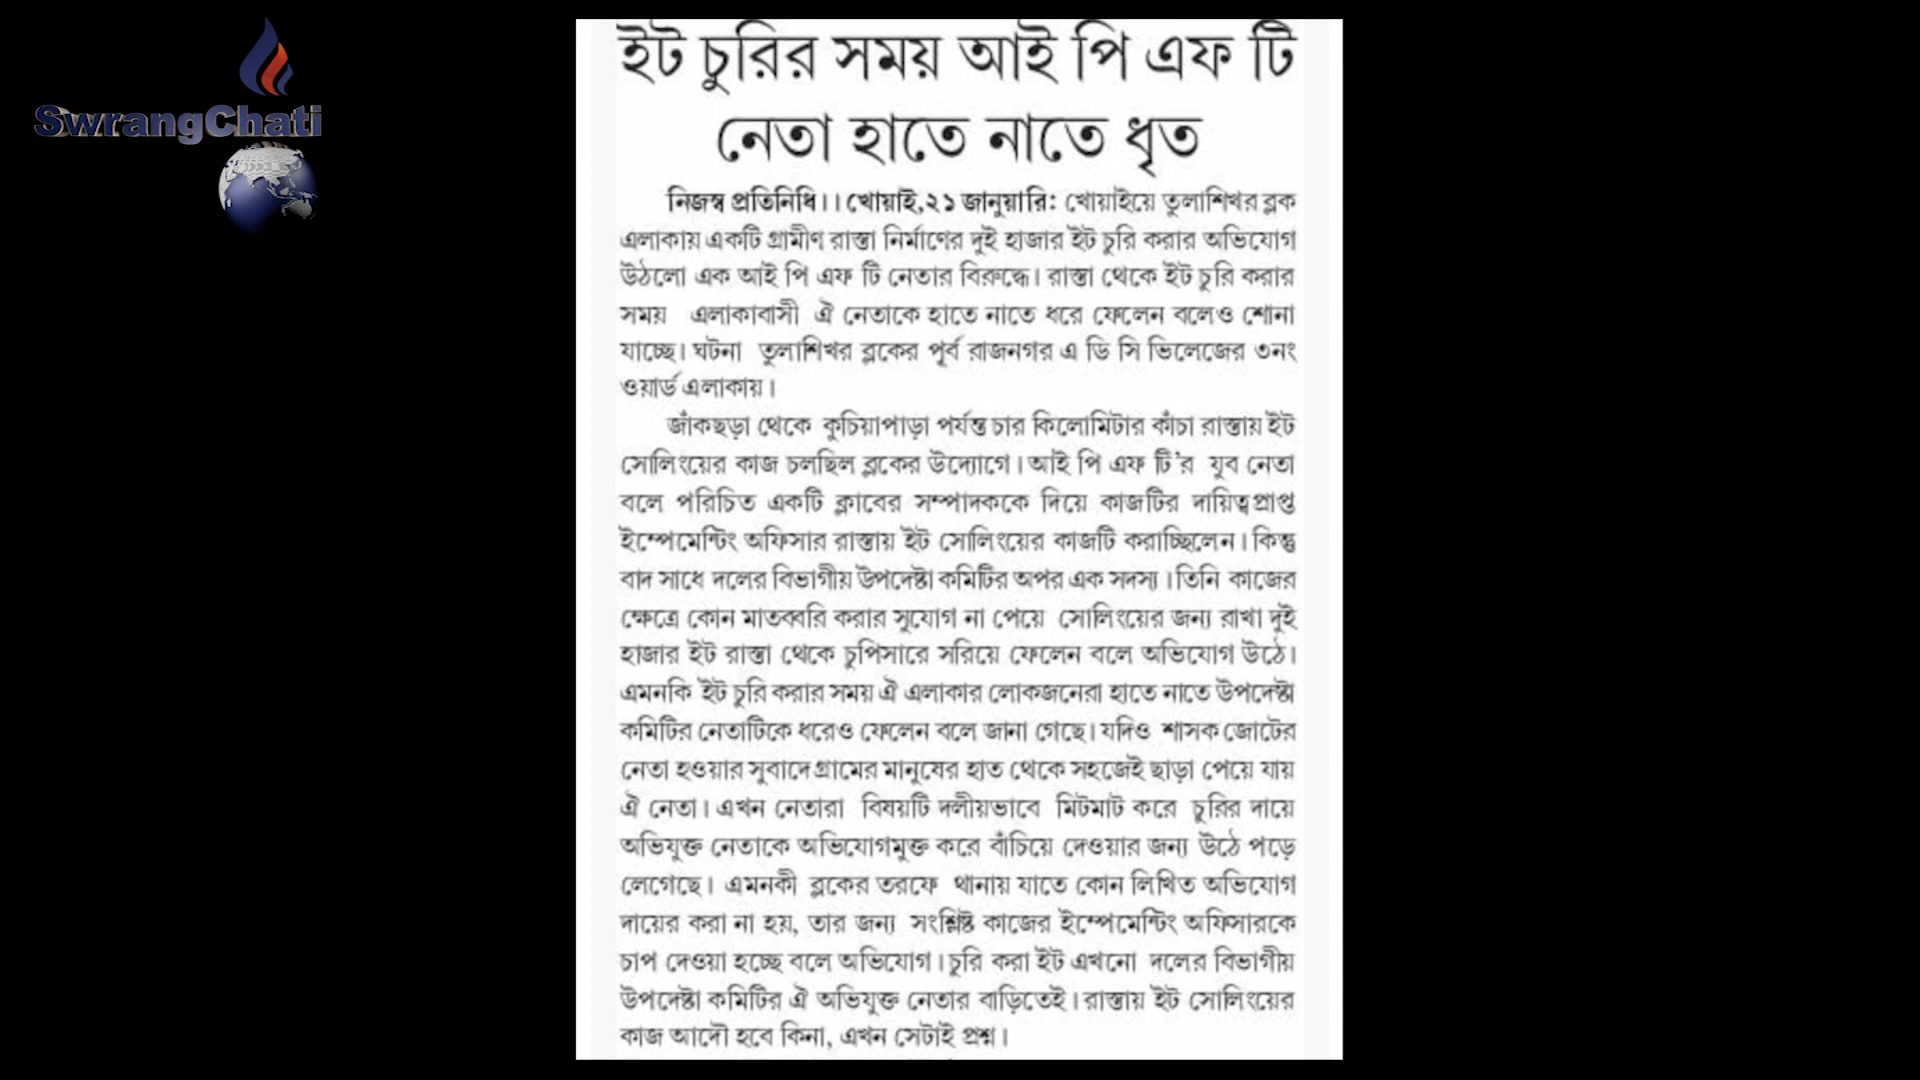 SwrangChati
ইট চুরির সময় আই পি এফ টি
নেতা হাতে নাতে ধৃত
নিজস্ব প্রতিনিধি।। খোয়াই,২১ জানুয়ারি: খোয়াইয়ে তুলাশিখর ব্লক
এলাকায় একটি গ্রামীণ রাস্তা নির্মাণের দুই হাজার ইট চুরি করার অভিযোগ
উঠলো এক আই পি এফ টি নেতার বিরুদ্ধে। রাস্তা থেকে ইট চুরি করার
সময় এলাকাবাসী ঐ নেতাকে হাতে নাতে ধরে ফেলেন বলেও শোনা
যাচ্ছে। ঘটনা তুলাশিখর ব্লকের পূর্ব রাজনগর এ ডি সি ভিলেজের ৩নং
ওয়ার্ড এলাকায়।
জাঁকছড়া থেকে কুচিয়াপাড়া পর্যন্ত চার কিলোমিটার কাঁচা রাস্তায় ইট
সোলিংয়ের কাজ চলছিল ব্লকের উদ্যোগে। আই পি এফ টি'র যুব নেতা
বলে পরিচিত একটি ক্লাবের সম্পাদককে দিয়ে কাজটির দায়িত্বপ্রাপ্ত
ইম্পেমেন্টিং অফিসার রাস্তায় ইট সোলিংয়ের কাজটি করাচ্ছিলেন। কিন্তু
বাদ সাধে দলের বিভাগীয় উপদেষ্টা কমিটির অপর এক সদস্য। তিনি কাজের
ক্ষেত্রে কোন মাতব্বরি করার সুযোগ না পেয়ে সোলিংয়ের জন্য রাখা দুই
হাজার ইট রাস্তা থেকে চুপিসারে সরিয়ে ফেলেন বলে অভিযোগ উঠে।
এমনকি ইট চুরি করার সময় ঐ এলাকার লোকজনেরা হাতে নাতে উপদেষ্টা
কমিটির নেতাটিকে ধরেও ফেলেন বলে জানা গেছে। যদিও শাসক জোটের
নেতা হওয়ার সুবাদে গ্রামের মানুষের হাত থেকে সহজেই ছাড়া পেয়ে যায়
ঐ নেতা। এখন নেতারা বিষয়টি দলীয়ভাবে মিটমাট করে চুরির দায়ে
অভিযুক্ত নেতাকে অভিযোগমুক্ত করে বাঁচিয়ে দেওয়ার জন্য উঠে পড়ে
লেগেছে। এমনকী ব্লকের তরফে থানায় যাতে কোন লিখিত অভিযোগ
দায়ের করা না হয়, তার জন্য সংশ্লিষ্ট কাজের ইম্পেমেন্টিং অফিসারকে
চাপ দেওয়া হচ্ছে বলে অভিযোগ। চুরি করা ইট এখনো দলের বিভাগীয়
উপদেষ্টা কমিটির ঐ অভিযুক্ত নেতার বাড়িতেই। রাস্তায় ইট সোলিংয়ের
কাজ আদৌ হবে কিনা, এখন সেটাই প্রশ্ন।